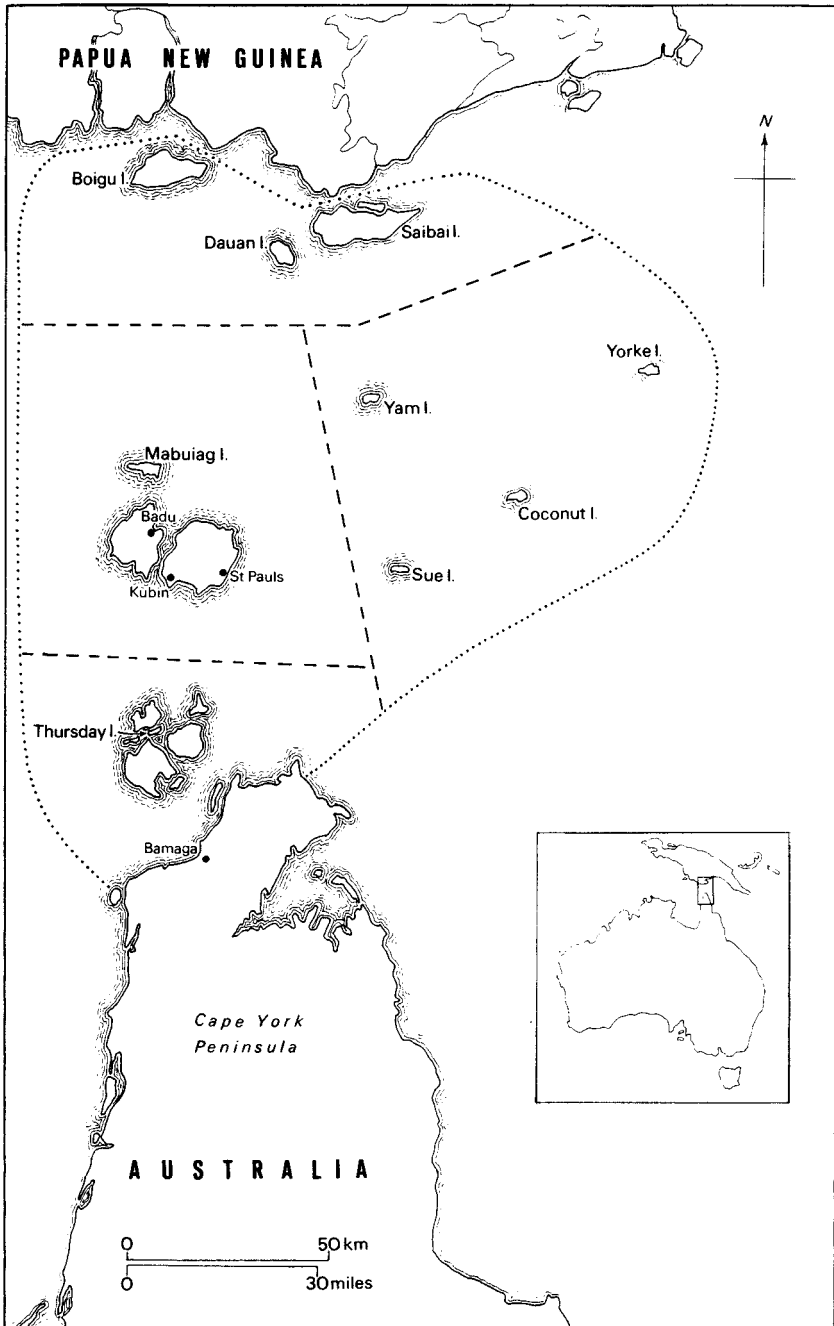 PAPUA NEW GUINEA
N
Boigu I.
Saibai I.
Dauan I.
Yorke I.
Yam I.
Mabuiag I.
Coconut I.
Badu
Sue I.
St Pauls
Kubin
Thursday I.
Bamaga
Cape York
Peninsula
AUSTRALIA
0 50 km
0 30 miles